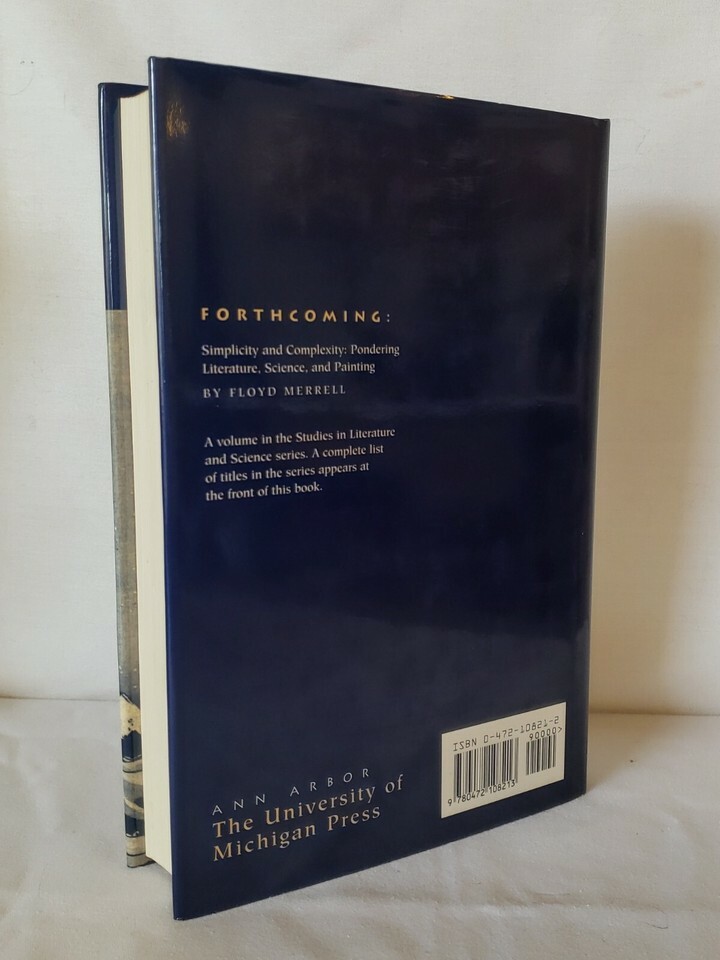 FORTHCOMING:
Simplicity and Complexity: Pondering
Literature, Science, and Painting
BY FLOYD MERRELL
A volume in the Studies in Literature
and Science series. A complete list
of titles in the series appears at
the front of this book.
ANN ARBOR
The University of
Michigan Press
ISBN 0-472-10821-2
90000>
9 780472 108213